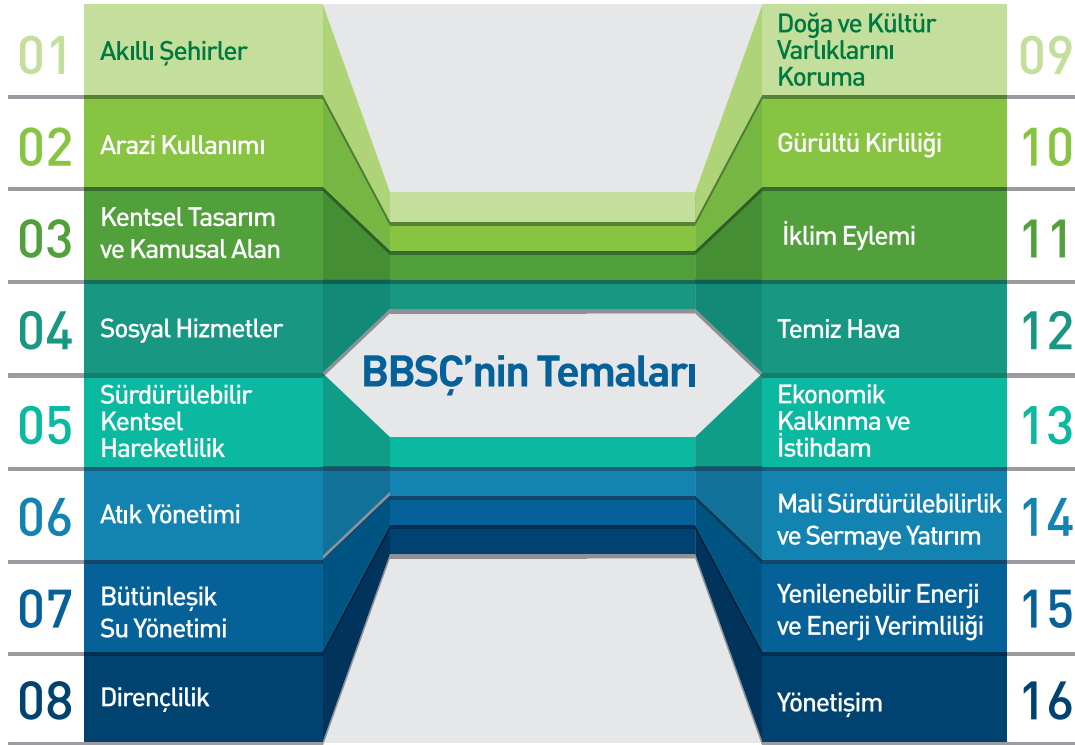 01
Akıllı Şehirler
02
Arazi Kullanımı
03
Kentsel Tasarım
ve Kamusal Alan
04
Sosyal Hizmetler
05
Sürdürülebilir
Kentsel
Hareketlilik
06
Atık Yönetimi
07
Bütünleşik
Su Yönetimi
08
Dirençlilik
BBSÇ’nin Temaları
Doğa ve Kültür
Varlıklarını
Koruma
09
Gürültü Kirliliği
10
İklim Eylemi
11
Temiz Hava
12
Ekonomik
Kalkınma ve
İstihdam
13
Mali Sürdürülebilirlik
ve Sermaye Yatırım
14
Yenilenebilir Enerji
ve Enerji Verimliliği
15
Yönetişim
16